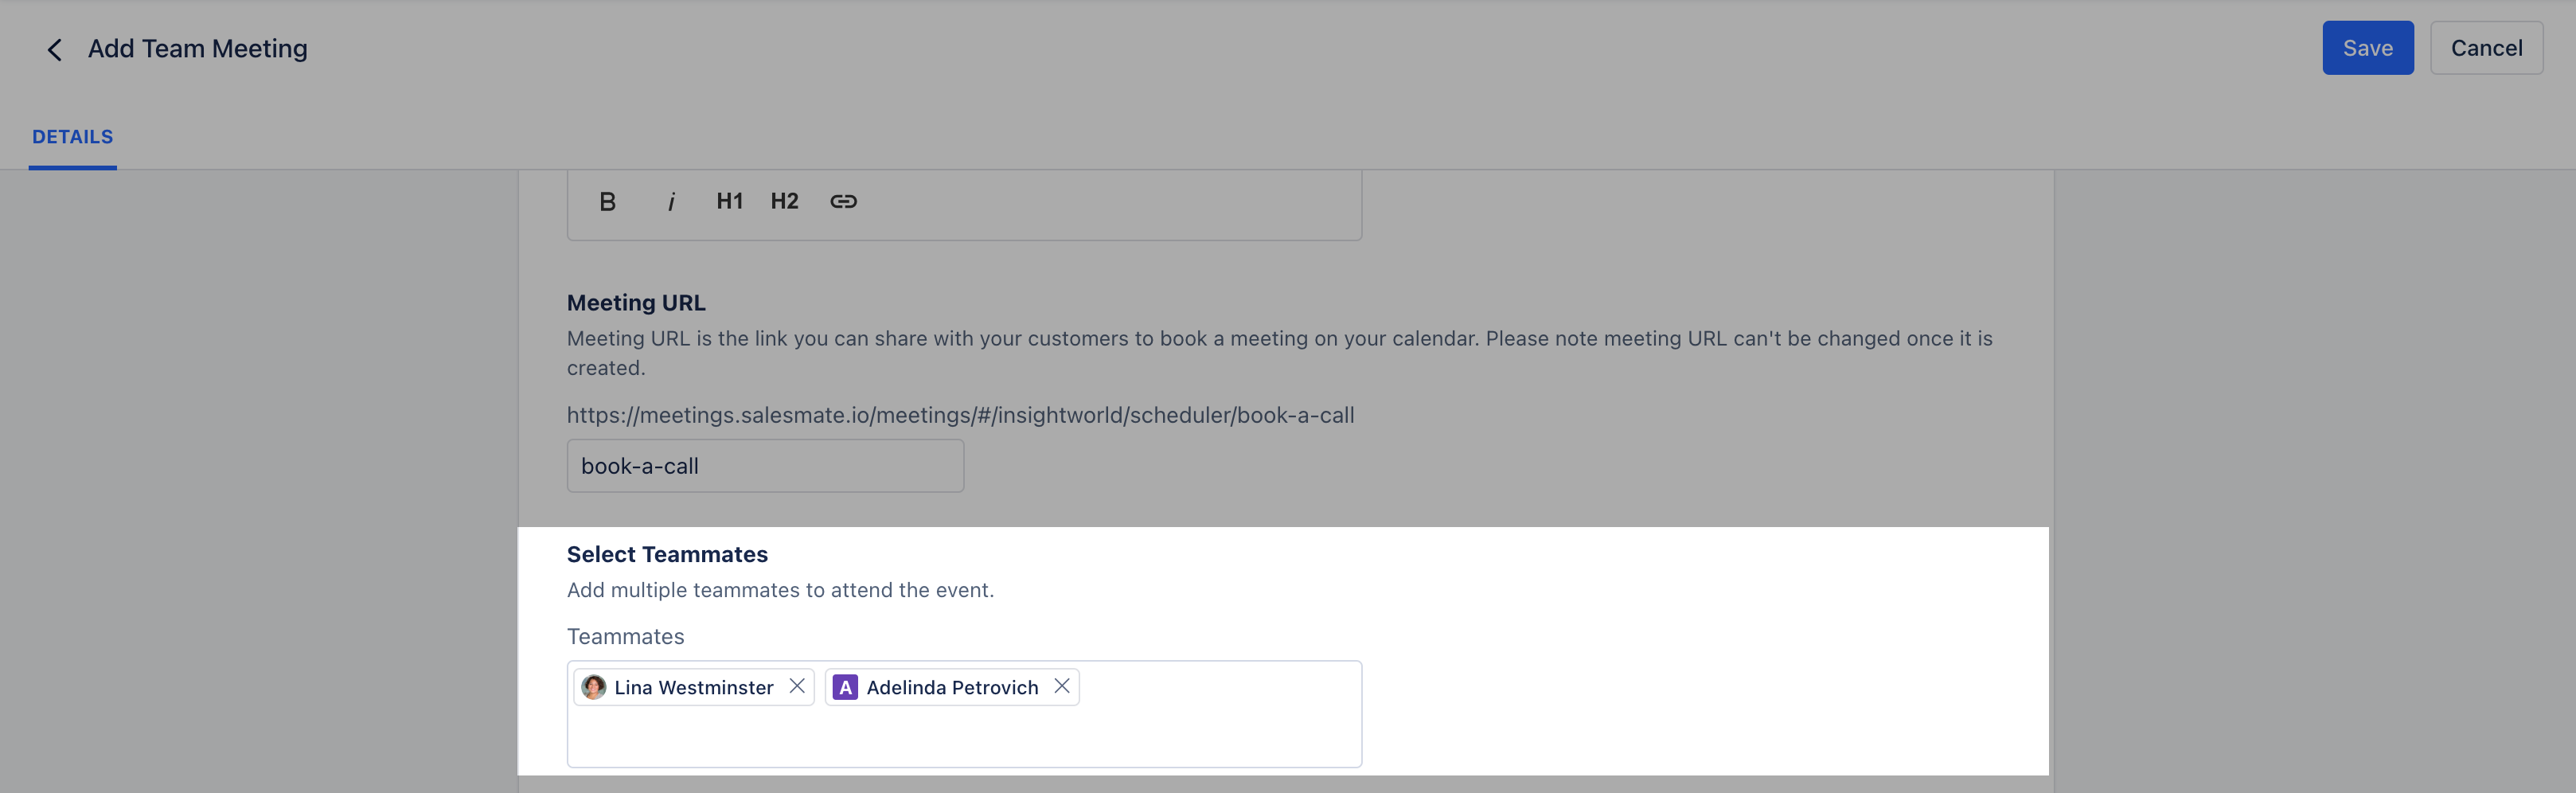 Add Team Meeting
Save
Cancel
DETAILS
B i H1 H2
Meeting URL
Meeting URL is the link you can share with your customers to book a meeting on your calendar. Please note meeting URL can't be changed once it is
created.
https://meetings.salesmate.io/meetings/#/insightworld/scheduler/book-a-call
book-a-call
Select Teammates
Add multiple teammates to attend the event.
Teammates
Lina Westminster
A Adelinda Petrovich